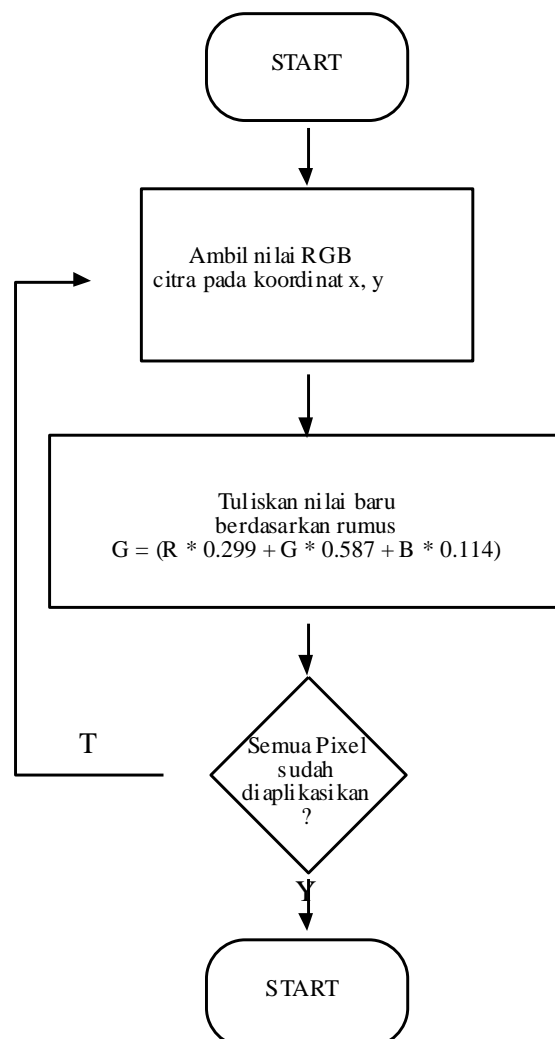 START
Ambil nilai RGB
citra pada koordinat x, y
Tuliskan nilai baru
berdasarkan rumus
G = (R * 0.299 + G * 0.587 + B * 0.114)
T
Semua Pixel
sudah
diaplikasikan
?
Y
START